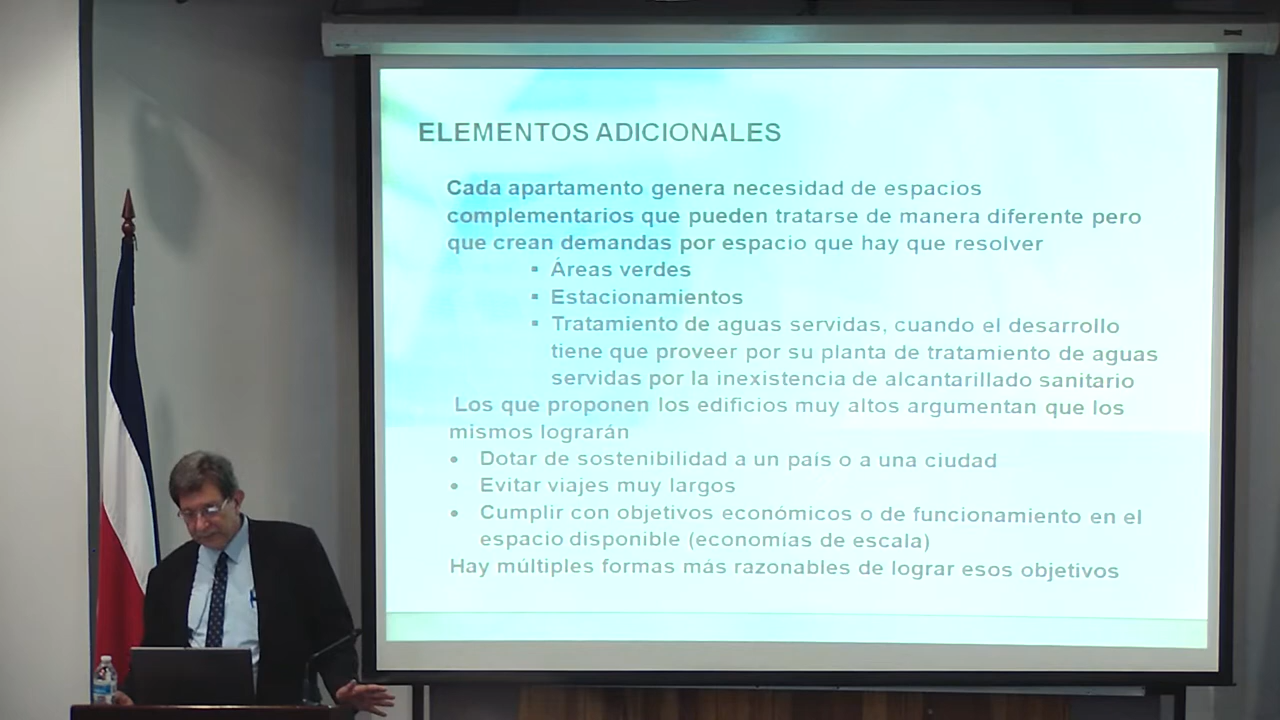 ELEMENTOS ADICIONALES
Cada apartamento genera necesidad de espacios
complementarios que pueden tratarse de manera diferente pero
que crean demandas por espacio que hay que resolver
▪ Áreas verdes
▪ Estacionamientos
▪ Tratamiento de aguas servidas, cuando el desarrollo
tiene que proveer por su planta de tratamiento de aguas
servidas por la inexistencia de alcantarillado sanitario
Los que proponen los edificios muy altos argumentan que los
mismos lograrán
• Dotar de sostenibilidad a un país o a una ciudad
• Evitar viajes muy largos
• Cumplir con objetivos económicos o de funcionamiento en el
espacio disponible (economías de escala)
Hay múltiples formas más razonables de lograr esos objetivos